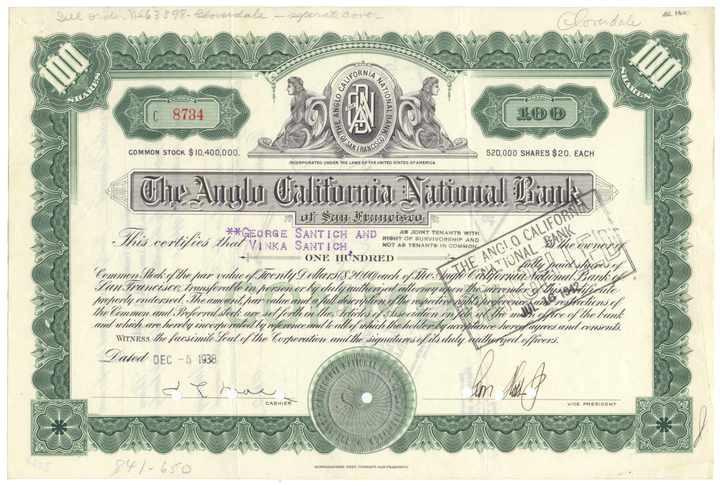 Sell order No 63598 - Cloverdale - seperate cover
Cloverdale
100
SHARES
100
SHARES
THE ANGLO CALIFORNIA NATIONAL BANK
OF SAN FRANCISCO
C 8734
100
COMMON STOCK $10,400,000.
520,000 SHARES $20. EACH
INCORPORATED UNDER THE LAWS OF THE UNITED STATES OF AMERICA
The Anglo California National Bank
of San Francisco
This certifies that
**GEORGE SANTICH AND
VINKA SANTICH,
AS JOINT TENANTS WITH
RIGHT OF SURVIVORSHIP AND
NOT AS TENANTS IN COMMON
is the owner of
ONE HUNDRED
fully paid shares of
Common Stock of the par value of Twenty Dollars ($20.00) each of The Anglo California National Bank of
San Francisco, transferable in person or by duly authorized attorney upon the surrender of this Certificate
properly endorsed. The amount, par value and a full description of the respective rights, preferences and restrictions of
the Common and Preferred stock are set forth in the Articles of Association on file at the main office of the bank
and which are hereby incorporated by reference and to all of which the holder by acceptance hereof agrees and consents.
WITNESS the facsimile Seal of the Corporation and the signatures of its duly authorized officers.
Dated DEC - 5 1938
THE ANGLO CALIFORNIA
NATIONAL BANK
CASHIER
VICE PRESIDENT
841-650